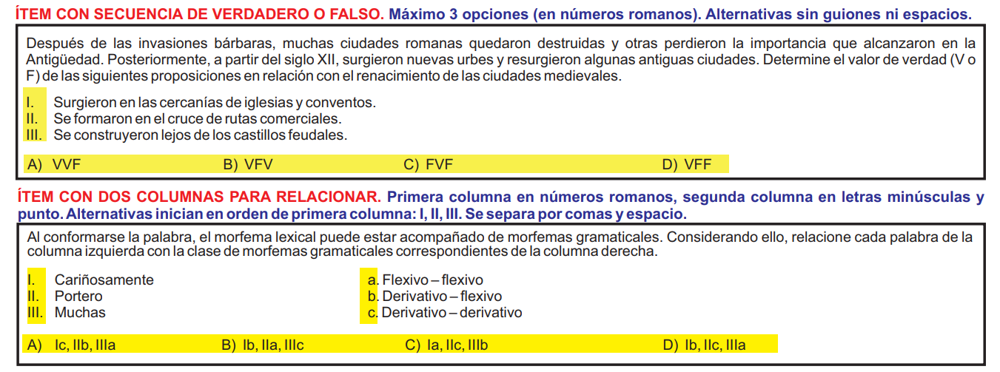 ÍTEM CON SECUENCIA DE VERDADERO O FALSO. Máximo 3 opciones (en números romanos). Alternativas sin guiones ni espacios.
Después de las invasiones bárbaras, muchas ciudades romanas quedaron destruidas y otras perdieron la importancia que alcanzaron en la
Antigüedad. Posteriormente, a partir del siglo XII, surgieron nuevas urbes y resurgieron algunas antiguas ciudades. Determine el valor de verdad (V o
F) de las siguientes proposiciones en relación con el renacimiento de las ciudades medievales.
I. Surgieron en las cercanías de iglesias y conventos.
II. Se formaron en el cruce de rutas comerciales.
III. Se construyeron lejos de los castillos feudales.
A) VVF B) VFV C) FVF D) VFF
ÍTEM CON DOS COLUMNAS PARA RELACIONAR. Primera columna en números romanos, segunda columna en letras minúsculas y
punto. Alternativas inician en orden de primera columna: I, II, III. Se separa por comas y espacio.
Al conformarse la palabra, el morfema lexical puede estar acompañado de morfemas gramaticales. Considerando ello, relacione cada palabra de la
columna izquierda con la clase de morfemas gramaticales correspondientes de la columna derecha.
I. Cariñosamente a. Flexivo – flexivo
II. Portero b. Derivativo – flexivo
III. Muchas c. Derivativo – derivativo
A) Ic, IIb, IIIa B) Ib, IIa, IIIc C) Ia, IIc, IIIb D) Ib, IIc, IIIa